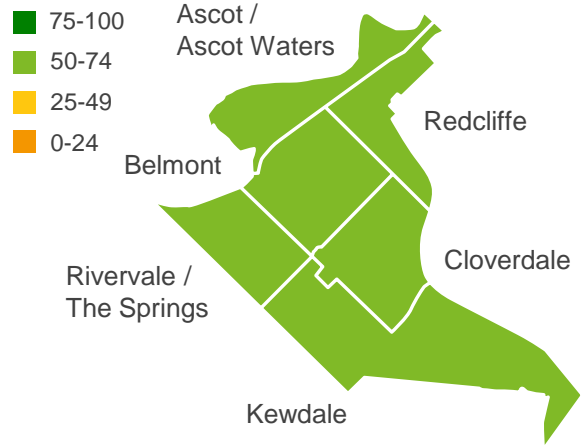 75-100
50-74
25-49
0-24
Ascot /
Ascot Waters
Redcliffe
Belmont
Cloverdale
Rivervale /
The Springs
Kewdale